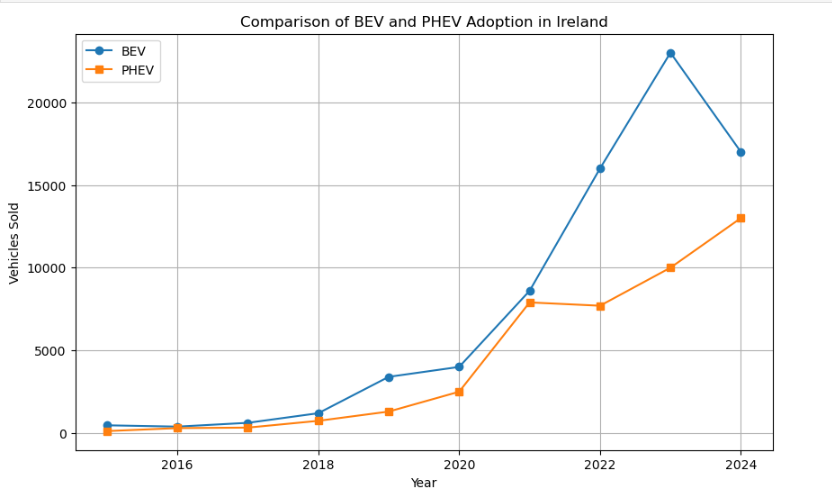 Comparison of BEV and PHEV Adoption in Ireland
BEV
PHEV
20000
15000
10000
5000
0
Vehicles Sold
2016
2018
2020
2022
2024
Year